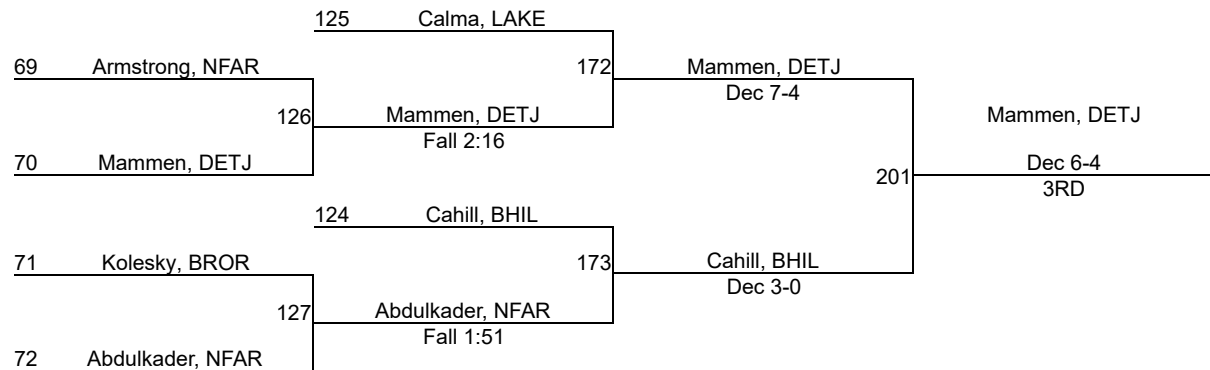 125 Calma, LAKE
69 Armstrong, NFAR
172 Mammen, DETJ
Dec 7-4
126 Mammen, DETJ
Fall 2:16
Mammen, DETJ
70 Mammen, DETJ
201 Dec 6-4
3RD
124 Cahill, BHIL
71 Kolesky, BROR
173 Cahill, BHIL
Dec 3-0
127 Abdulkader, NFAR
Fall 1:51
72 Abdulkader, NFAR